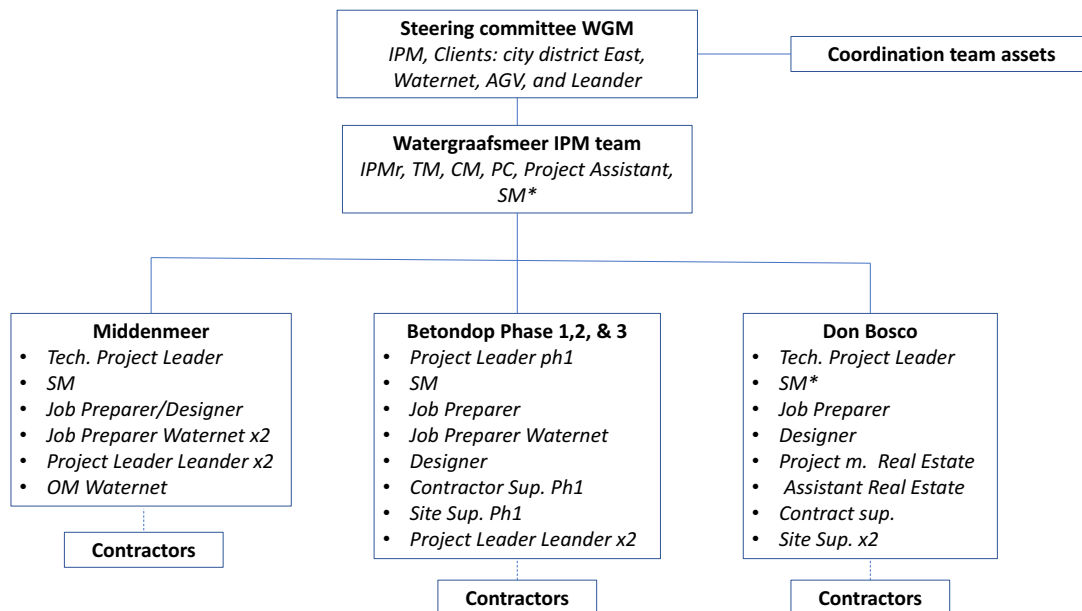 Steering committee WGM
IPM, Clients: city district East,
Waternet, AGV, and Leander
Coordination team assets
Watergraafsmeer IPM team
IPMr, TM, CM, PC, Project Assistant,
SM*
Middenmeer
• Tech. Project Leader
• SM
• Job Preparer/Designer
• Job Preparer Waternet x2
• Project Leader Leander x2
• OM Waternet
Contractors
Betondop Phase 1,2, & 3
• Project Leader ph1
• SM
• Job Preparer
• Job Preparer Waternet
• Designer
• Contractor Sup. Ph1
• Site Sup. Ph1
• Project Leader Leander x2
Contractors
Don Bosco
• Tech. Project Leader
• SM*
• Job Preparer
• Designer
• Project m. Real Estate
• Assistant Real Estate
• Contract sup.
• Site Sup. x2
Contractors